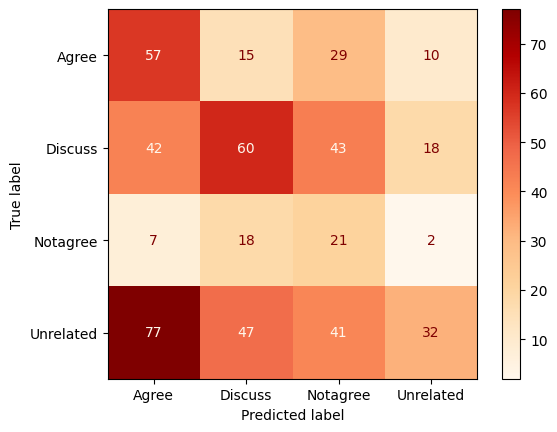 Agree 57 15 29 10
Discuss 42 60 43 18
Notagree 7 18 21 2
Unrelated 77 47 41 32
Agree Discuss Notagree Unrelated
Predicted label
True label
70
60
50
40
30
20
10